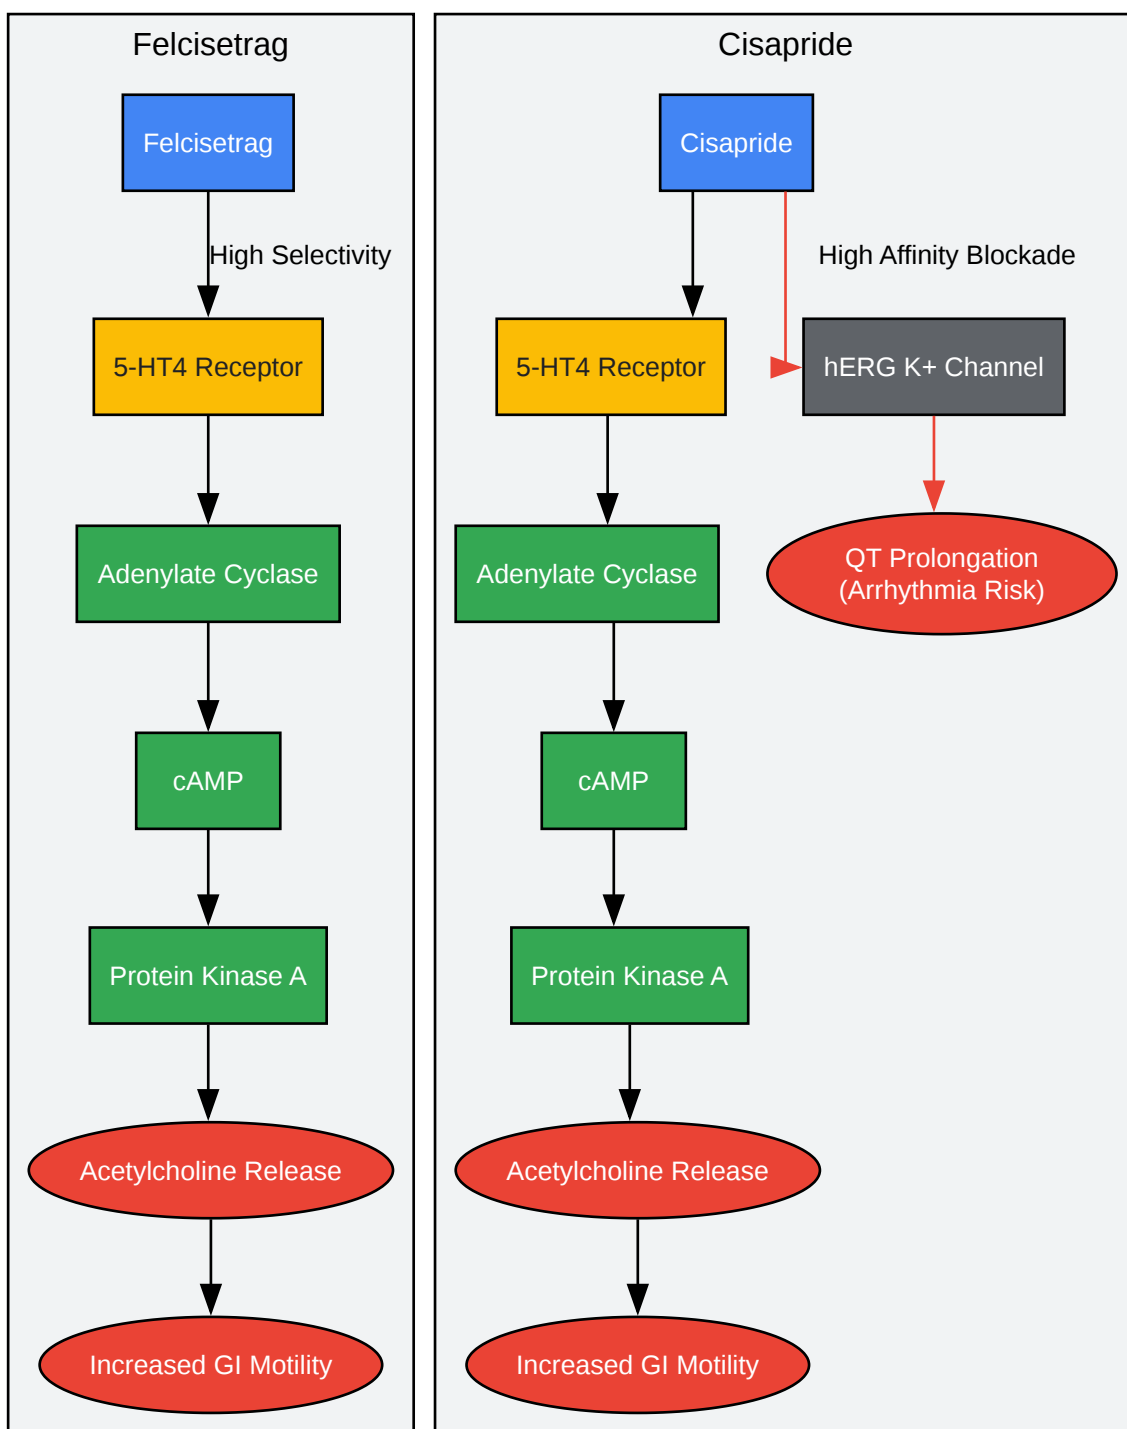 Felcisetrag
Felcisetrag
High Selectivity
5-HT4 Receptor
Adenylate Cyclase
cAMP
Protein Kinase A
Acetylcholine Release
Increased GI Motility
Cisapride
Cisapride
High Affinity Blockade
5-HT4 Receptor
hERG K+ Channel
Adenylate Cyclase
QT Prolongation
(Arrhythmia Risk)
cAMP
Protein Kinase A
Acetylcholine Release
Increased GI Motility